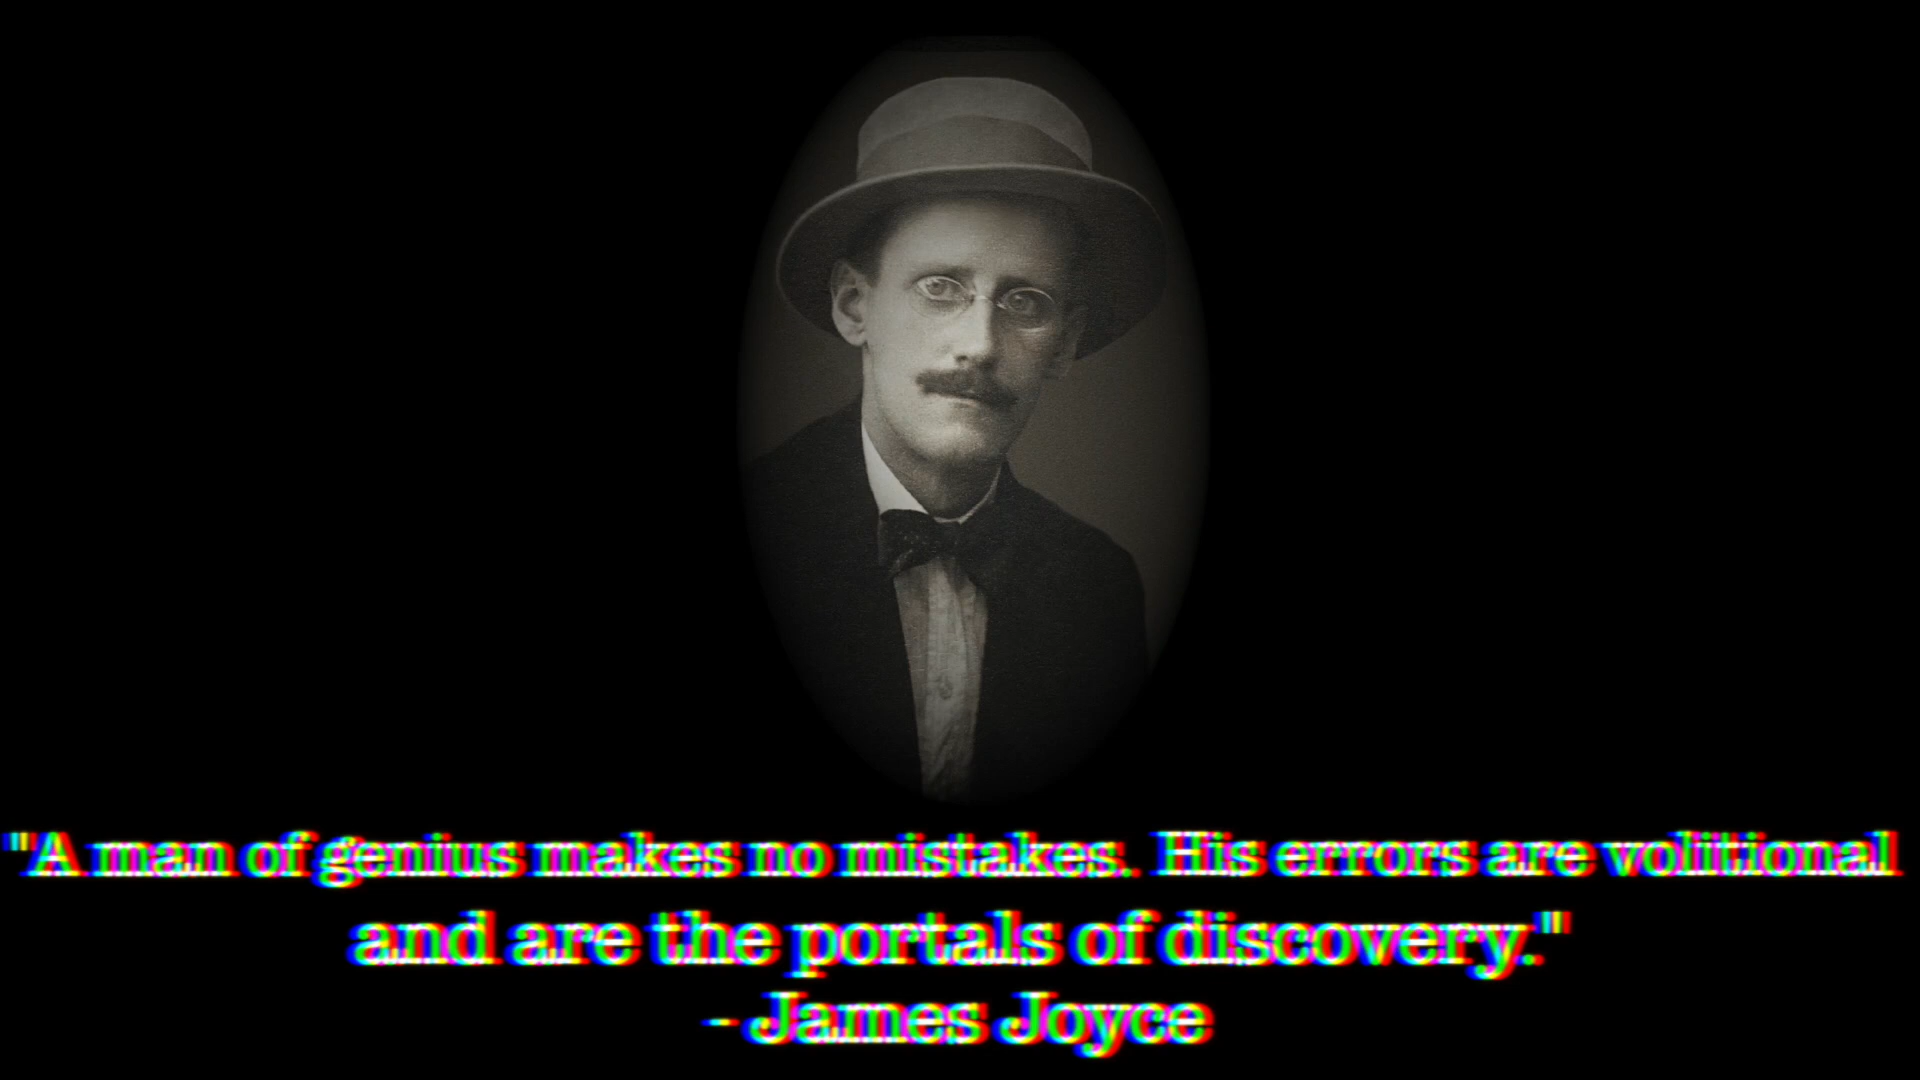 "A man of genius makes no mistakes. His errors are volitional
and are the portals of discovery."
- James Joyce